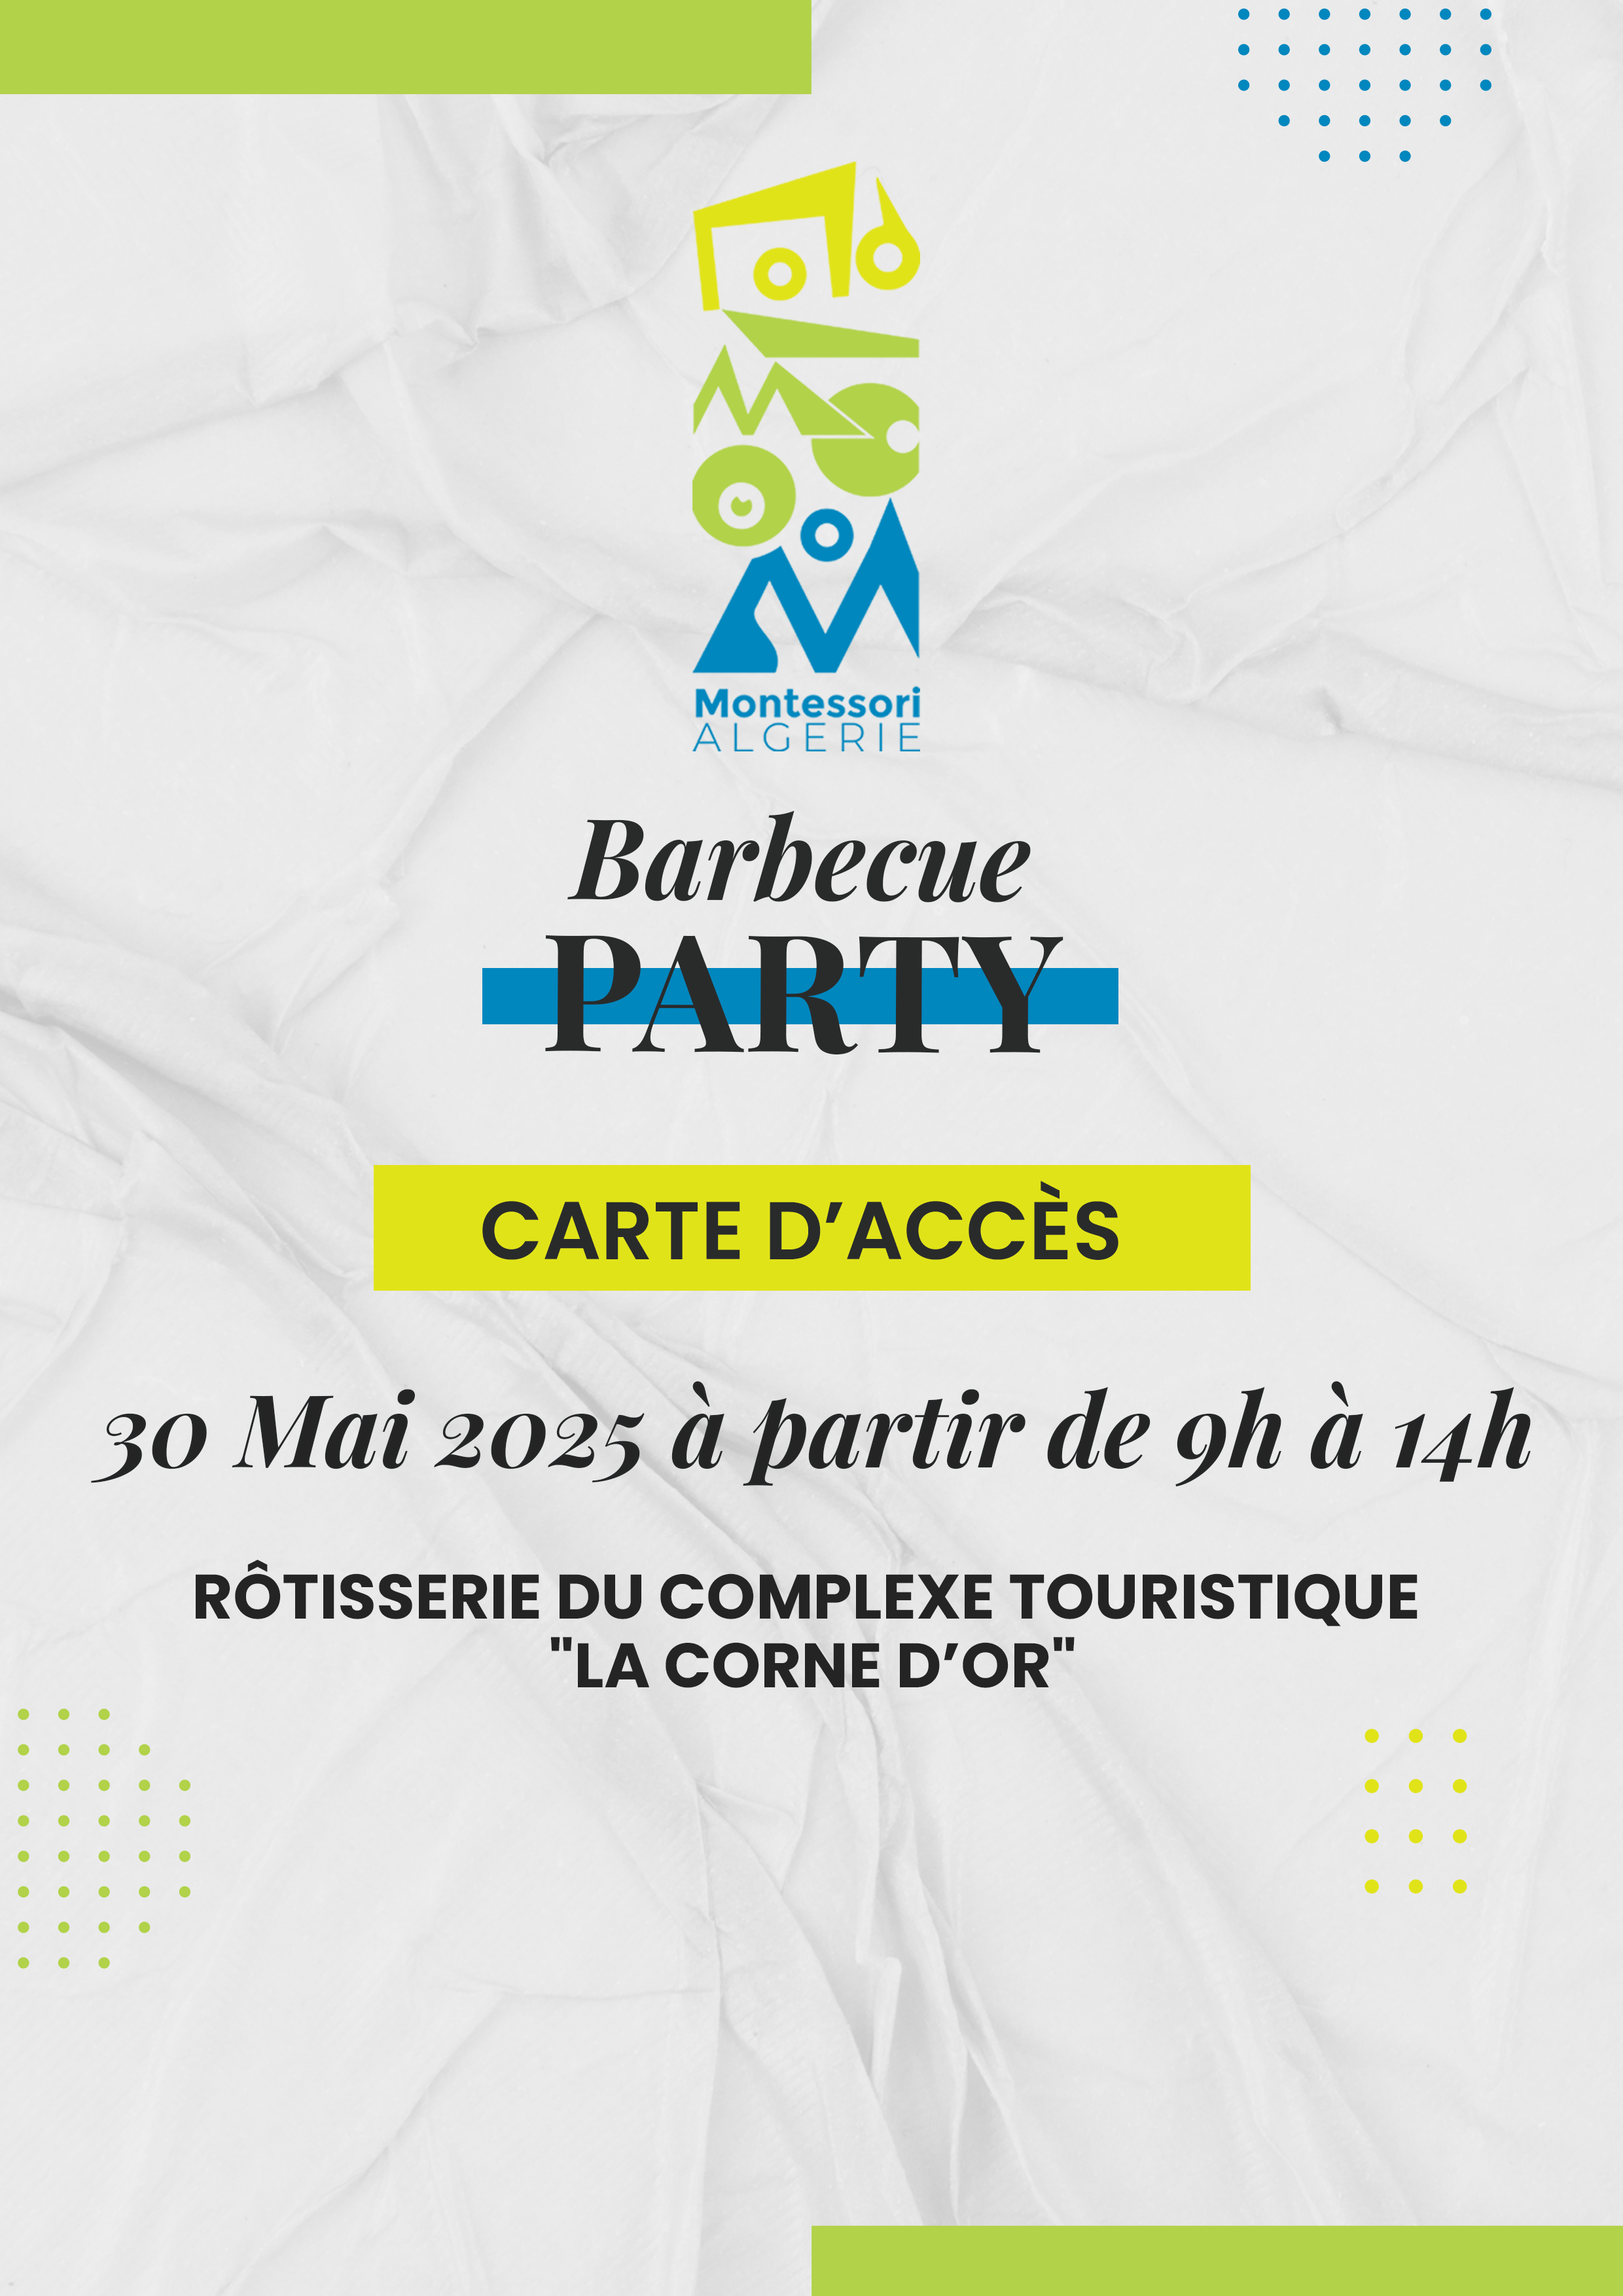 Montessori
ALGERIE
Barbecue
PARTY
CARTE D’ACCÈS
30 Mai 2025 à partir de 9h à 14h
RÔTISSERIE DU COMPLEXE TOURISTIQUE
"LA CORNE D’OR"